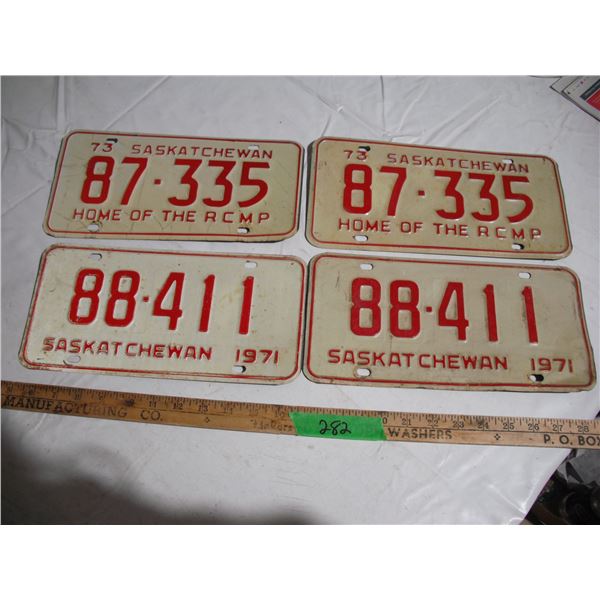 73 SASKATCHEWAN
87·335
HOME OF THE RCMP
73 SASKATCHEWAN
87·335
HOME OF THE RCMP
88·411
SASKATCHEWAN 1971
88·411
SASKATCHEWAN 1971
MANUFACTURING CO.
282
WASHERS
P. O. BOX